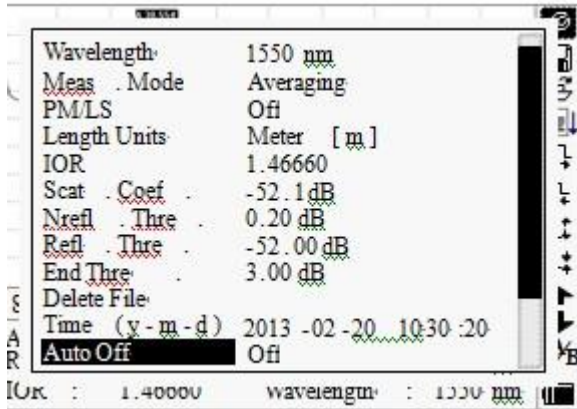 Wavelength 1550 nm
Meas . Mode Averaging
PM/LS Off
Length Units Meter [ m ]
IOR 1.46660
Scat . Coef . -52.1dB
Nrefl . Thre . 0.20 dB
Refl . Thre . -52.00 dB
End Thre . 3.00 dB
Delete File
Time (y - m - d) 2013 -02 -20 10:30 :20
Auto Off Off
IOR : 1.46660 Wavelength : 1550 nm